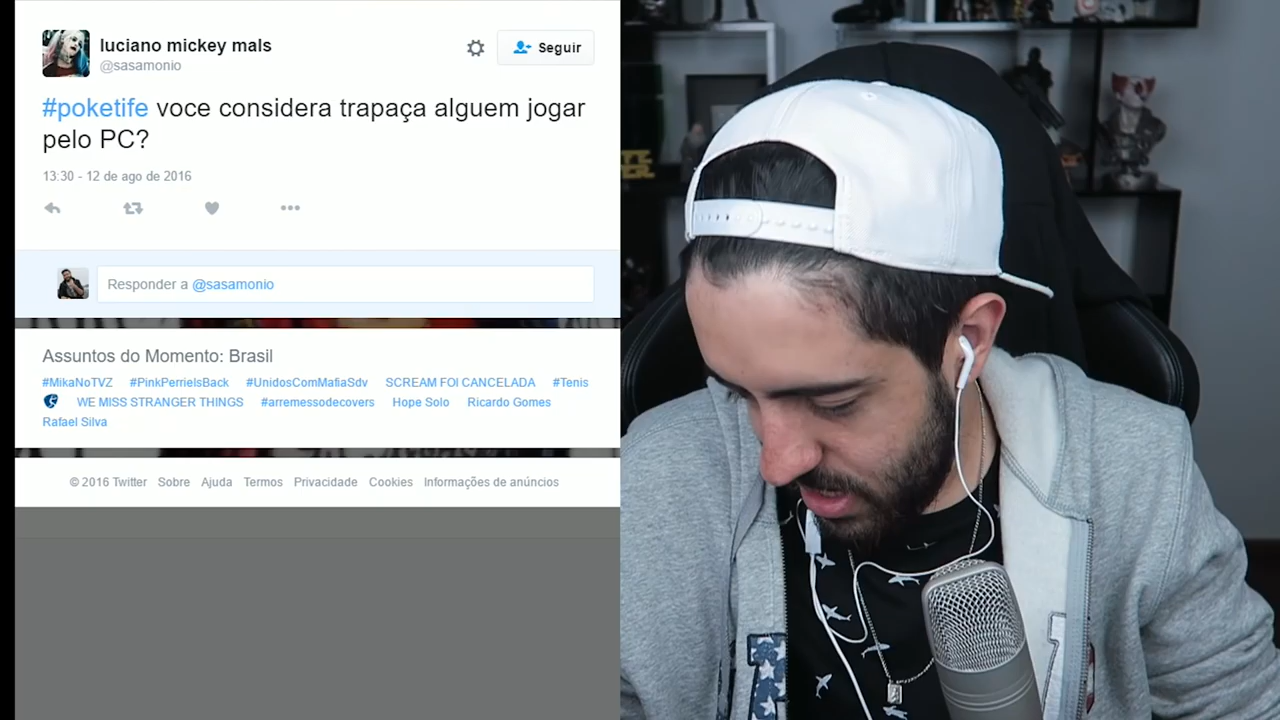 luciano mickey mals
@sasamonio
Seguir
#poketife voce considera trapaça alguem jogar
pelo PC?
13:30 - 12 de ago de 2016
Responder a @sasamonio
Assuntos do Momento: Brasil
#MikaNoTVZ #PinkPerrieIsBack #UnidosComMafiaSdv SCREAM FOI CANCELADA #Tenis
WE MISS STRANGER THINGS #arremessodecovers Hope Solo Ricardo Gomes
Rafael Silva
© 2016 Twitter Sobre Ajuda Termos Privacidade Cookies Informações de anúncios